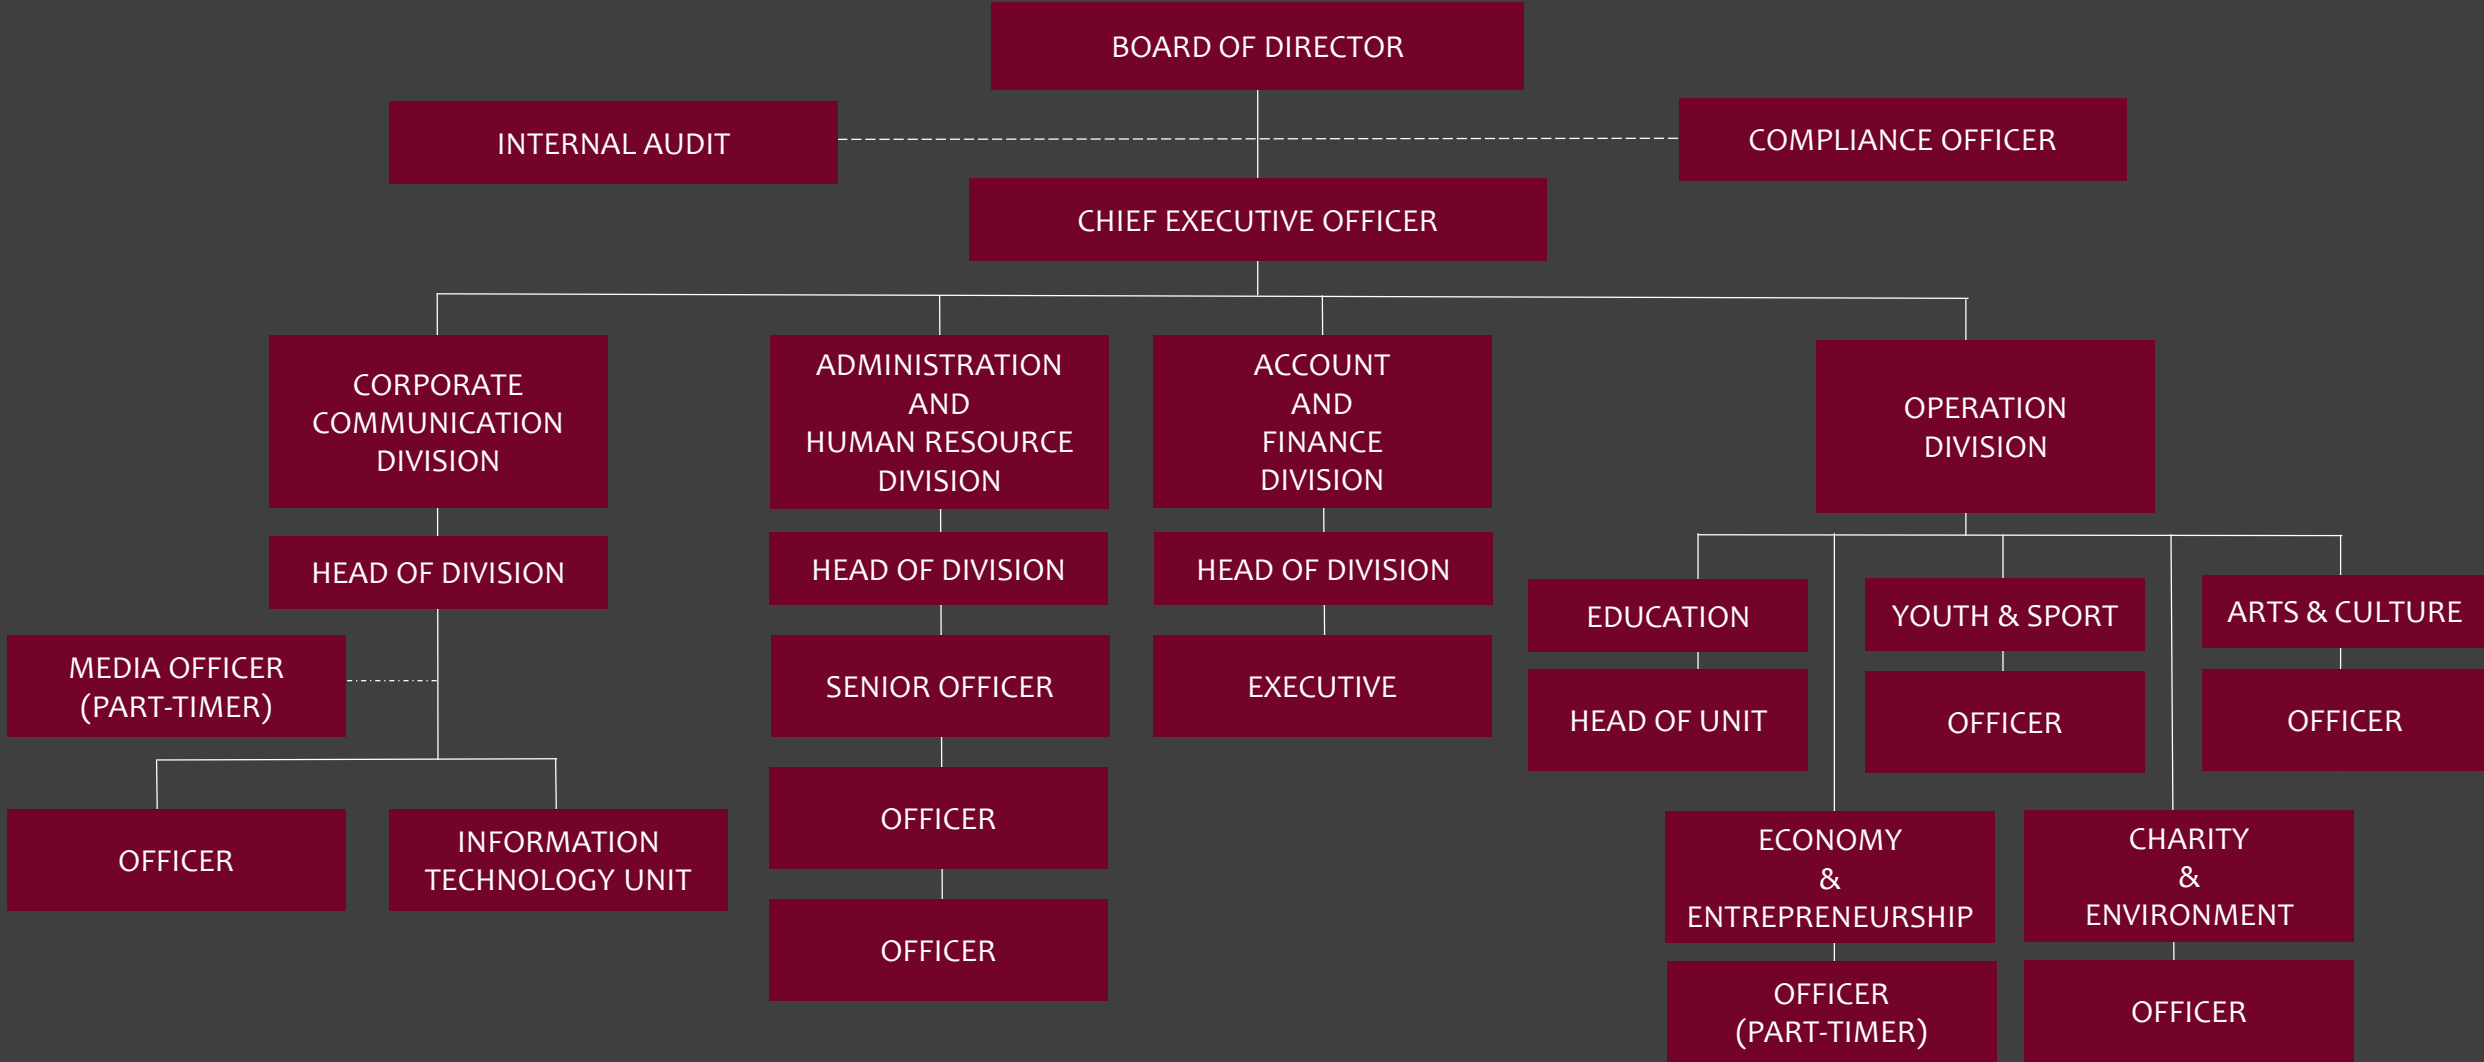 BOARD OF DIRECTOR
INTERNAL AUDIT
COMPLIANCE OFFICER
CHIEF EXECUTIVE OFFICER
CORPORATE
COMMUNICATION
DIVISION
ADMINISTRATION
AND
HUMAN RESOURCE
DIVISION
ACCOUNT
AND
FINANCE
DIVISION
OPERATION
DIVISION
HEAD OF DIVISION
HEAD OF DIVISION
HEAD OF DIVISION
EDUCATION
YOUTH & SPORT
ARTS & CULTURE
MEDIA OFFICER
(PART-TIMER)
SENIOR OFFICER
EXECUTIVE
HEAD OF UNIT
OFFICER
OFFICER
OFFICER
INFORMATION
TECHNOLOGY UNIT
OFFICER
ECONOMY
&
ENTREPRENEURSHIP
CHARITY
&
ENVIRONMENT
OFFICER
OFFICER
(PART-TIMER)
OFFICER